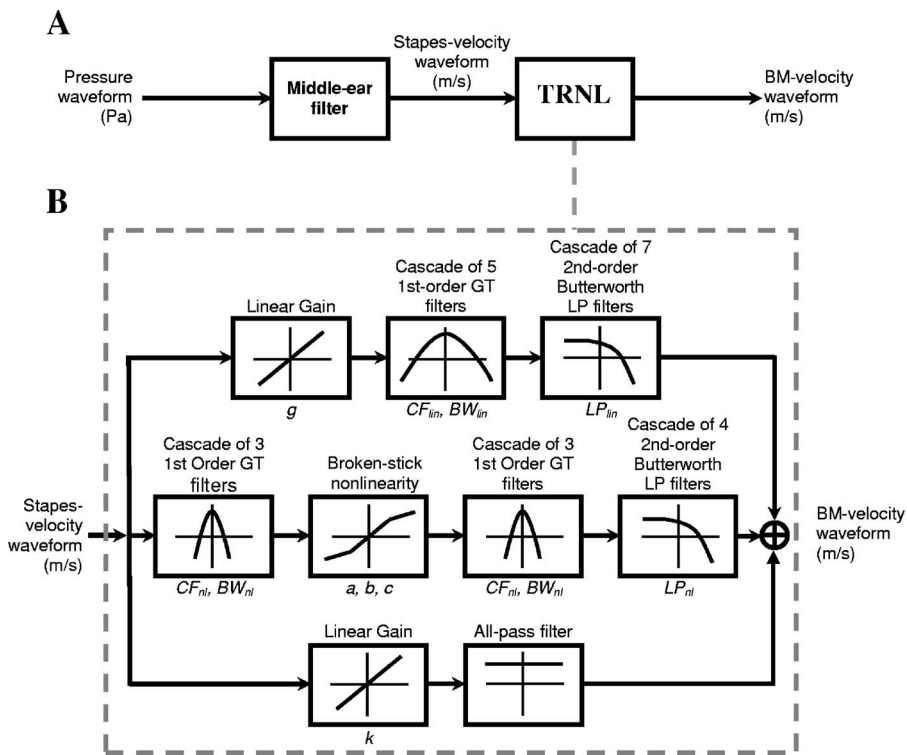 A
Pressure
waveform
(Pa)
Middle-ear
filter
Stapes-velocity
waveform
(m/s)
TRNL
BM-velocity
waveform
(m/s)
B
Linear Gain
g
Cascade of 5
1st-order GT
filters
CFlin, BWlin
Cascade of 7
2nd-order
Butterworth
LP filters
LPlin
Stapes-
velocity
waveform
(m/s)
Cascade of 3
1st Order GT
filters
CFnl, BWnl
Broken-stick
nonlinearity
a, b, c
Cascade of 3
1st Order GT
filters
CFnl, BWnl
Cascade of 4
2nd-order
Butterworth
LP filters
LPnl
BM-velocity
waveform
(m/s)
Linear Gain
k
All-pass filter